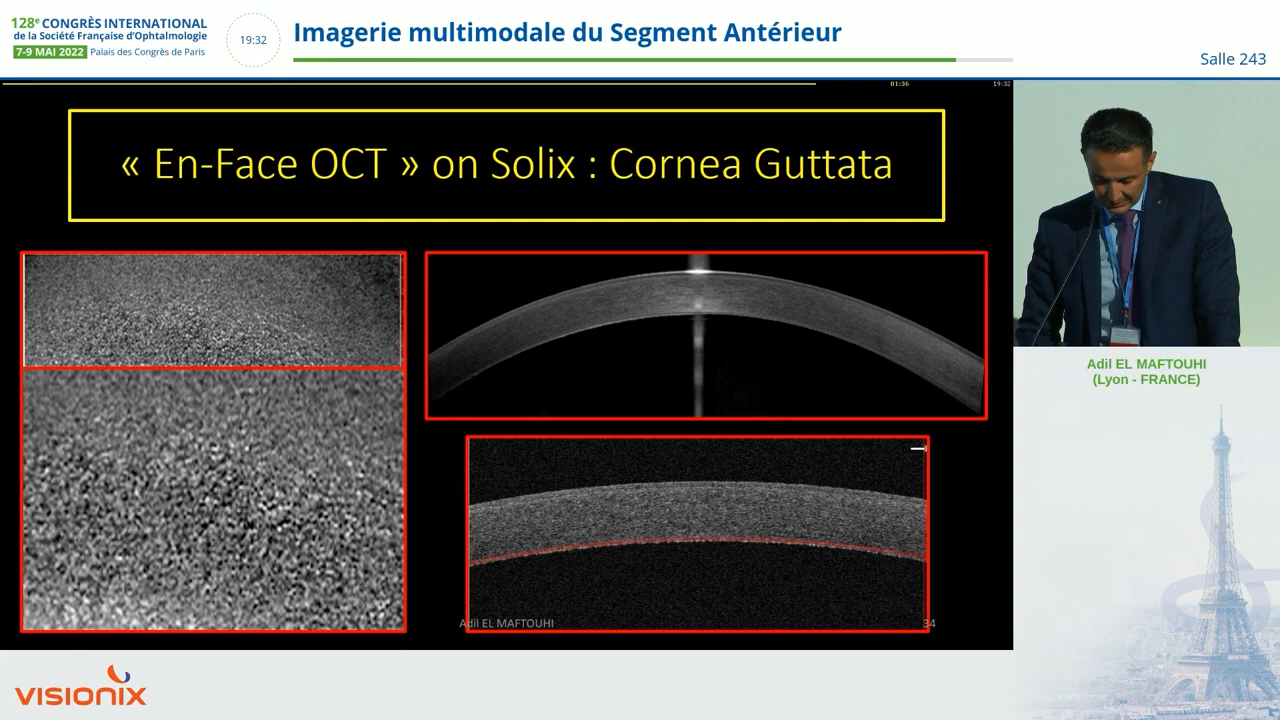 128e CONGRÈS INTERNATIONAL
de la Société Française d'Ophtalmologie
7-9 MAI 2022 Palais des Congrès de Paris
19:32
Imagerie multimodale du Segment Antérieur
Salle 243
01:36
19:32
« En-Face OCT » on Solix : Cornea Guttata
Adil EL MAFTOUHI
(Lyon - FRANCE)
Adil EL MAFTOUHI
34
VISIONIX